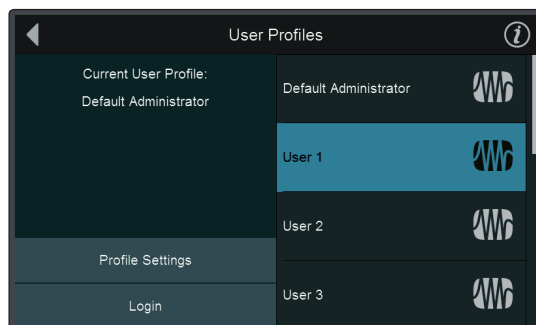 User Profiles
Current User Profile:
Default Administrator
Profile Settings
Login
Default Administrator
User 1
User 2
User 3